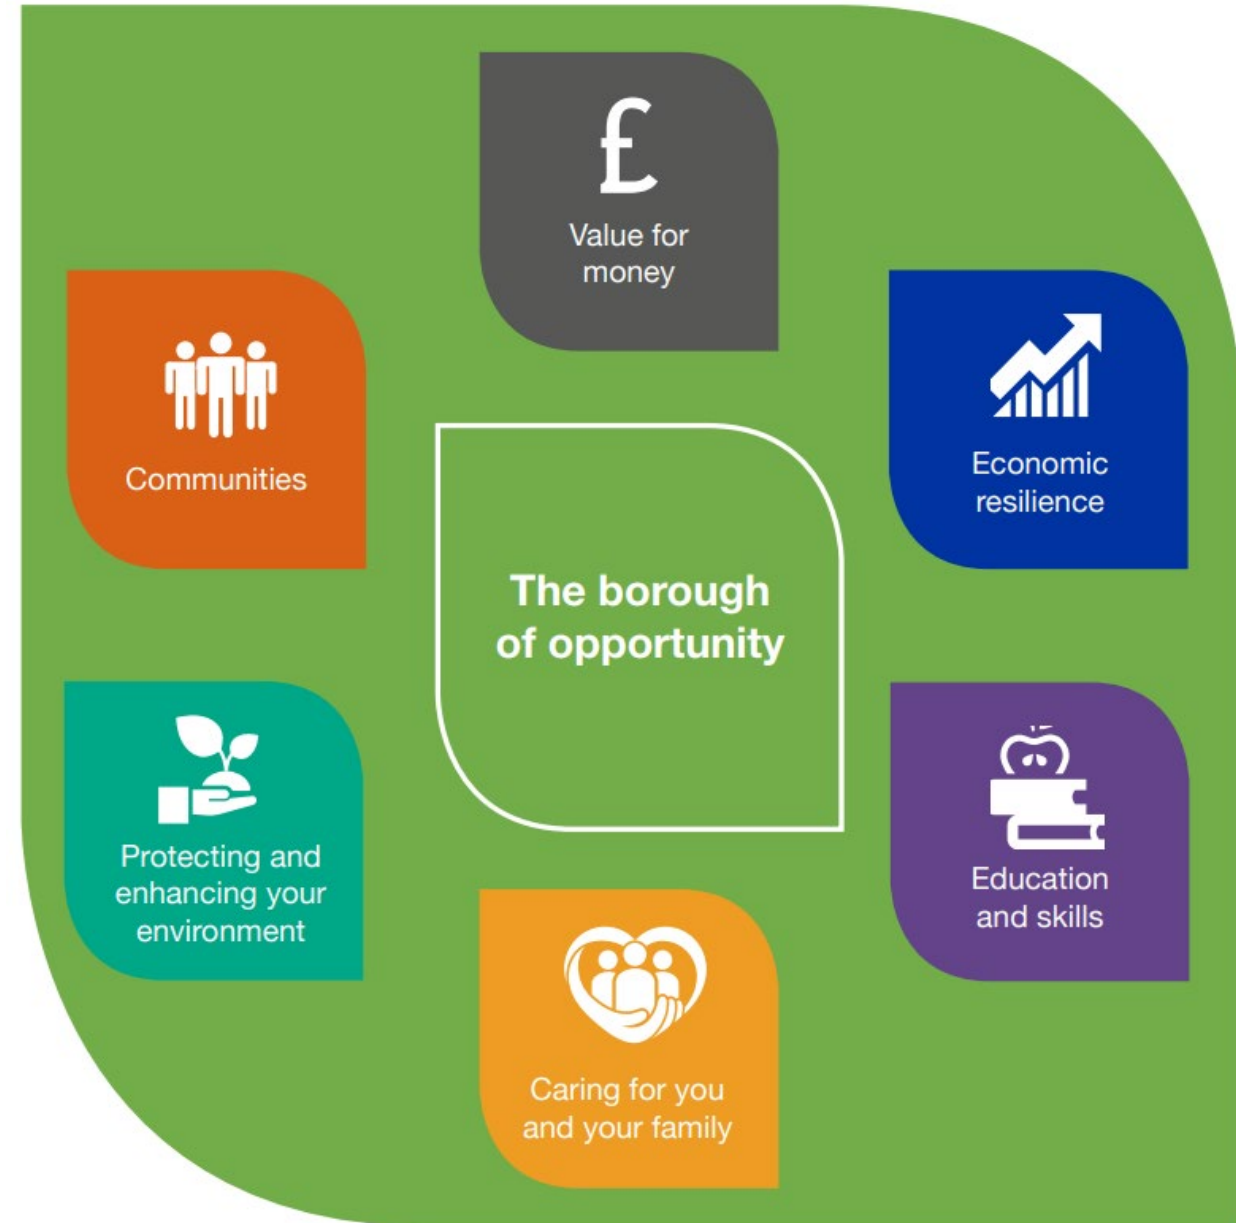 £
Value for
money
Communities
Economic
resilience
The borough
of opportunity
Protecting and
enhancing your
environment
Education
and skills
Caring for you
and your family